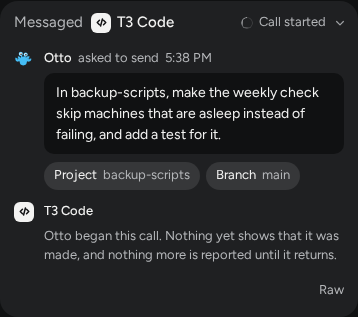 Messaged </> T3 Code Call started
Otto asked to send 5:38 PM
In backup-scripts, make the weekly check
skip machines that are asleep instead of
failing, and add a test for it.
Project backup-scripts Branch main
</> T3 Code
Otto began this call. Nothing yet shows that it was
made, and nothing more is reported until it returns.
Raw